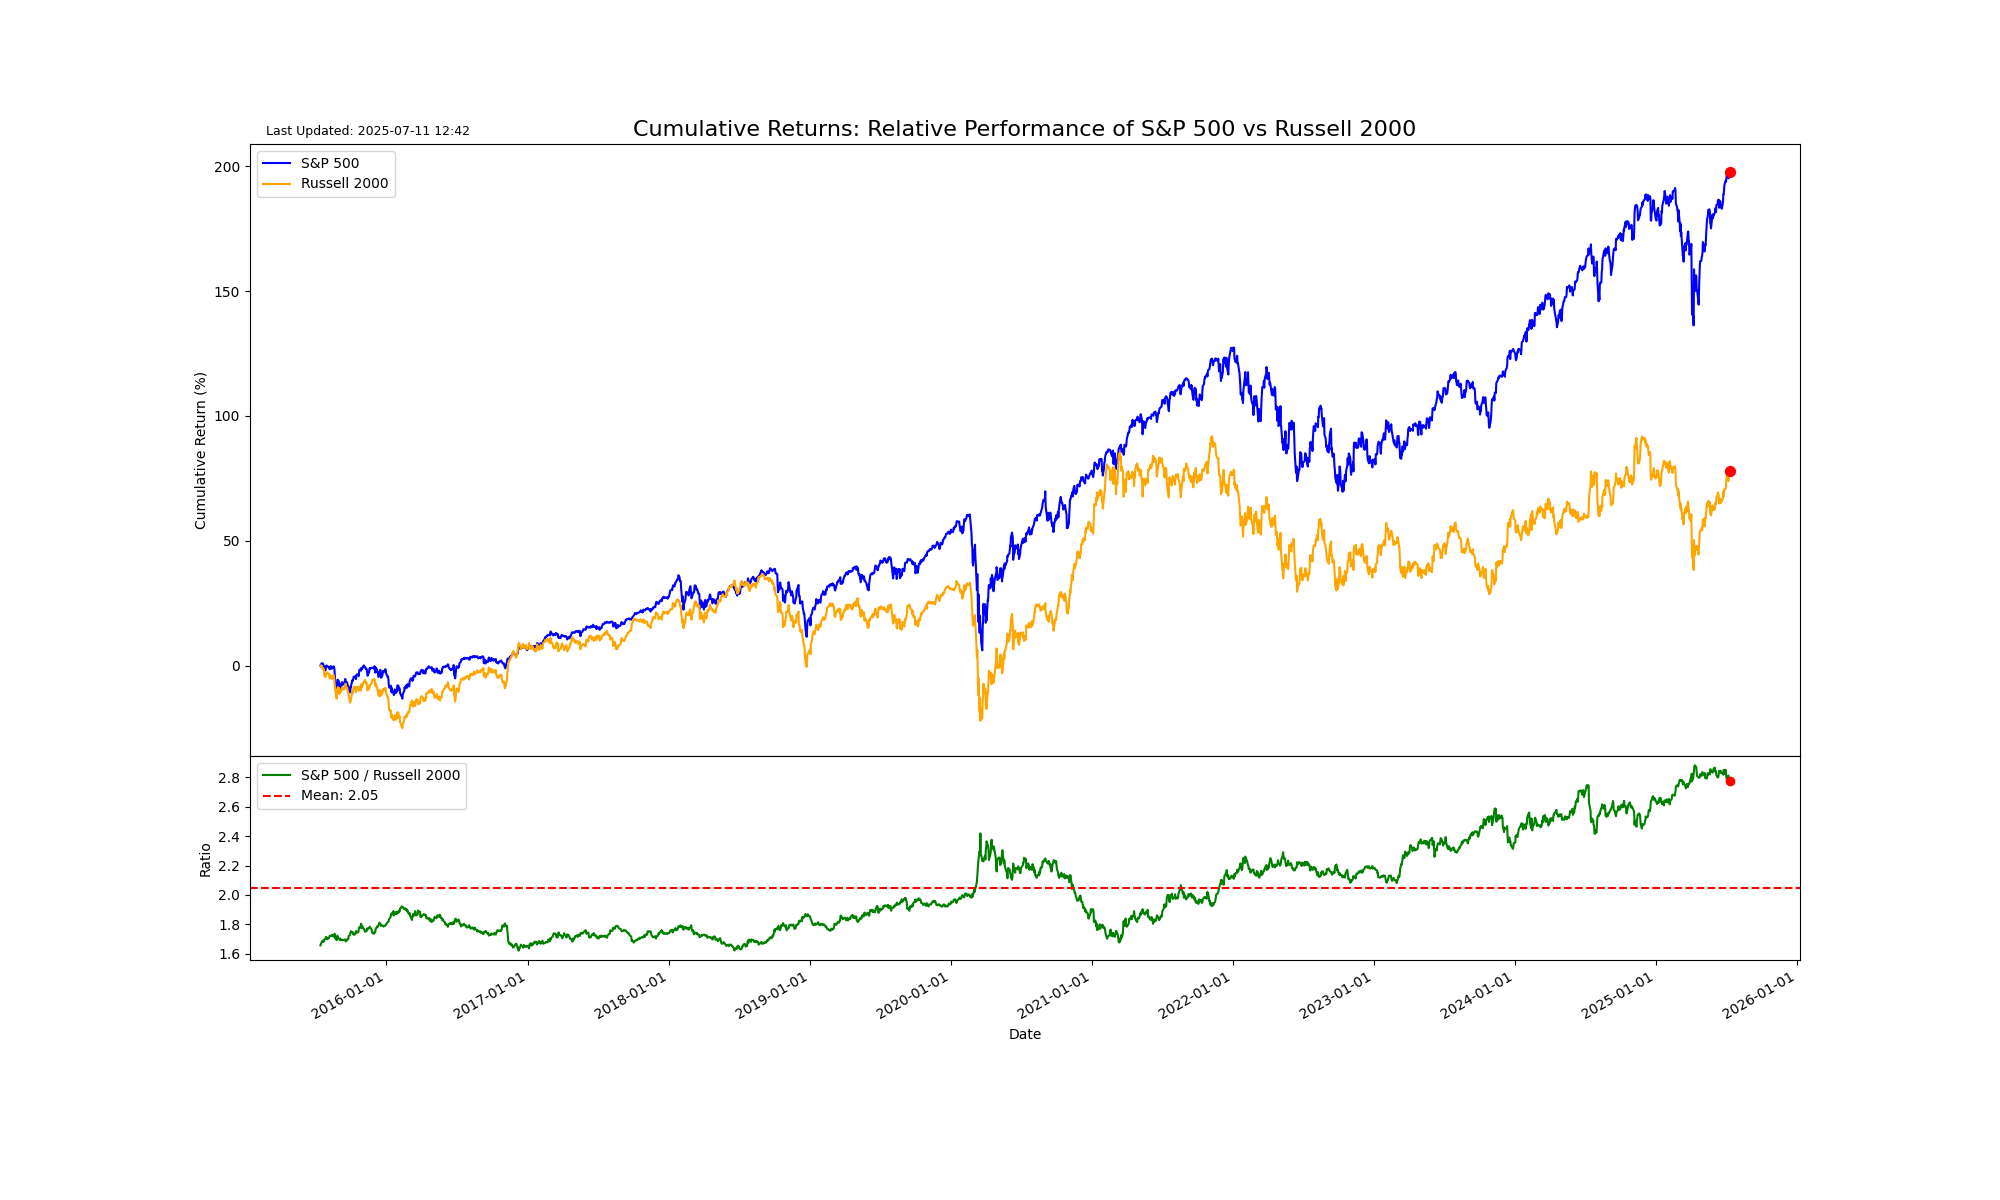 Last Updated: 2025-07-11 12:42
Cumulative Returns: Relative Performance of S&P 500 vs Russell 2000
S&P 500
Russell 2000
200
150
100
50
0
Cumulative Return (%)
S&P 500 / Russell 2000
Mean: 2.05
2.8
2.6
2.4
2.2
2.0
1.8
1.6
Ratio
2016-01-01
2017-01-01
2018-01-01
2019-01-01
2020-01-01
2021-01-01
2022-01-01
2023-01-01
2024-01-01
2025-01-01
2026-01-01
Date